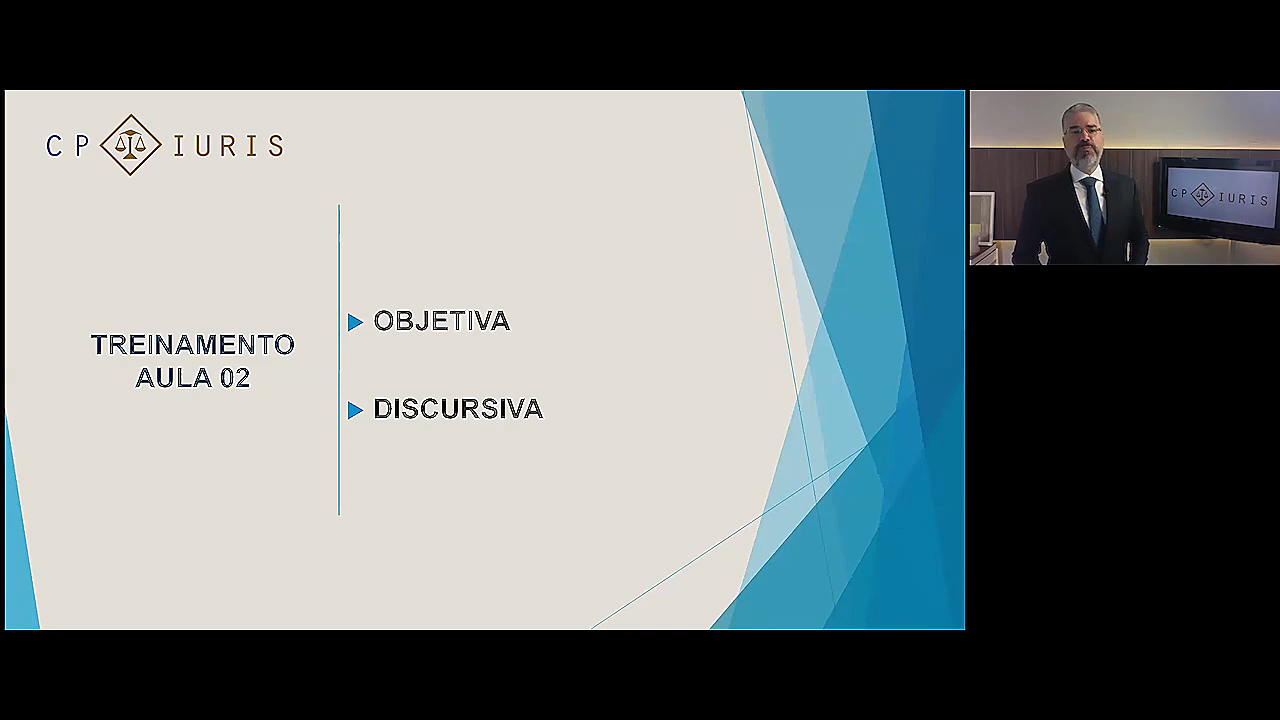 CP IURIS
TREINAMENTO
AULA 02
OBJETIVA
DISCURSIVA
CP IURIS